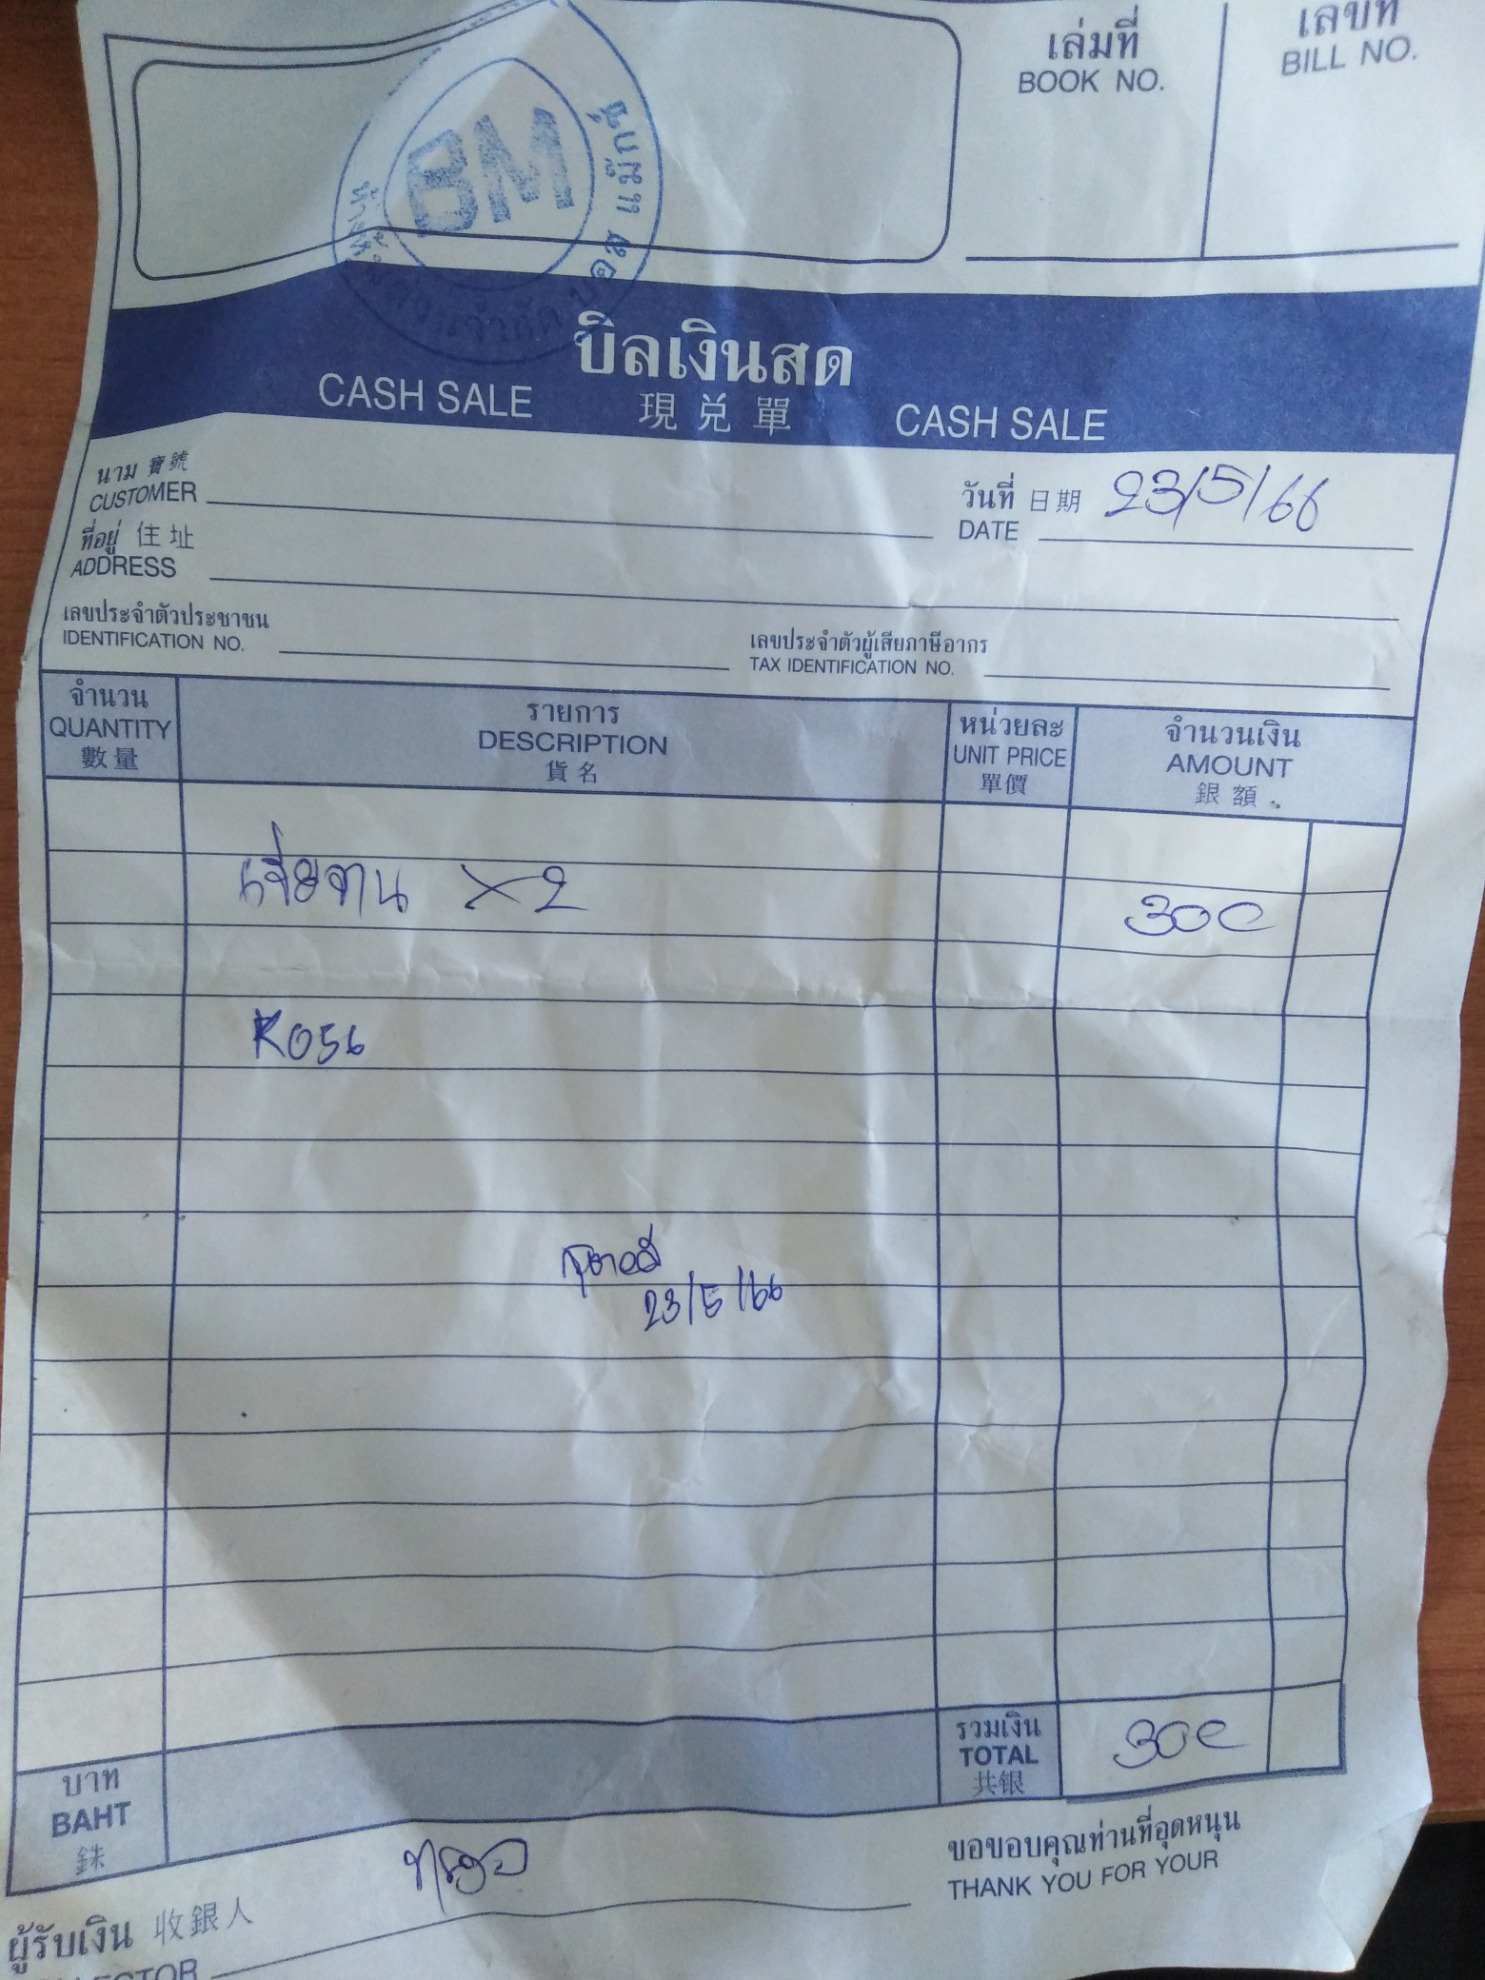 เล่มที่
BOOK NO.
เลขที่
BILL NO.
BM
บิลเงินสด
CASH SALE 現兌單 CASH SALE
นาม 寶號
CUSTOMER
วันที่ 日期 23/5/66
DATE
ที่อยู่ 住址
ADDRESS
เลขประจำตัวประชาชน
IDENTIFICATION NO.
เลขประจำตัวผู้เสียภาษีอากร
TAX IDENTIFICATION NO.
จำนวน
QUANTITY
數量
รายการ
DESCRIPTION
貨名
หน่วยละ
UNIT PRICE
單價
จำนวนเงิน
AMOUNT
銀額
X2 300
K056
23/5/66
บาท
BAHT
銖
รวมเงิน
TOTAL
共银
300
ขอขอบคุณท่านที่อุดหนุน
THANK YOU FOR YOUR
ผู้รับเงิน 收銀人